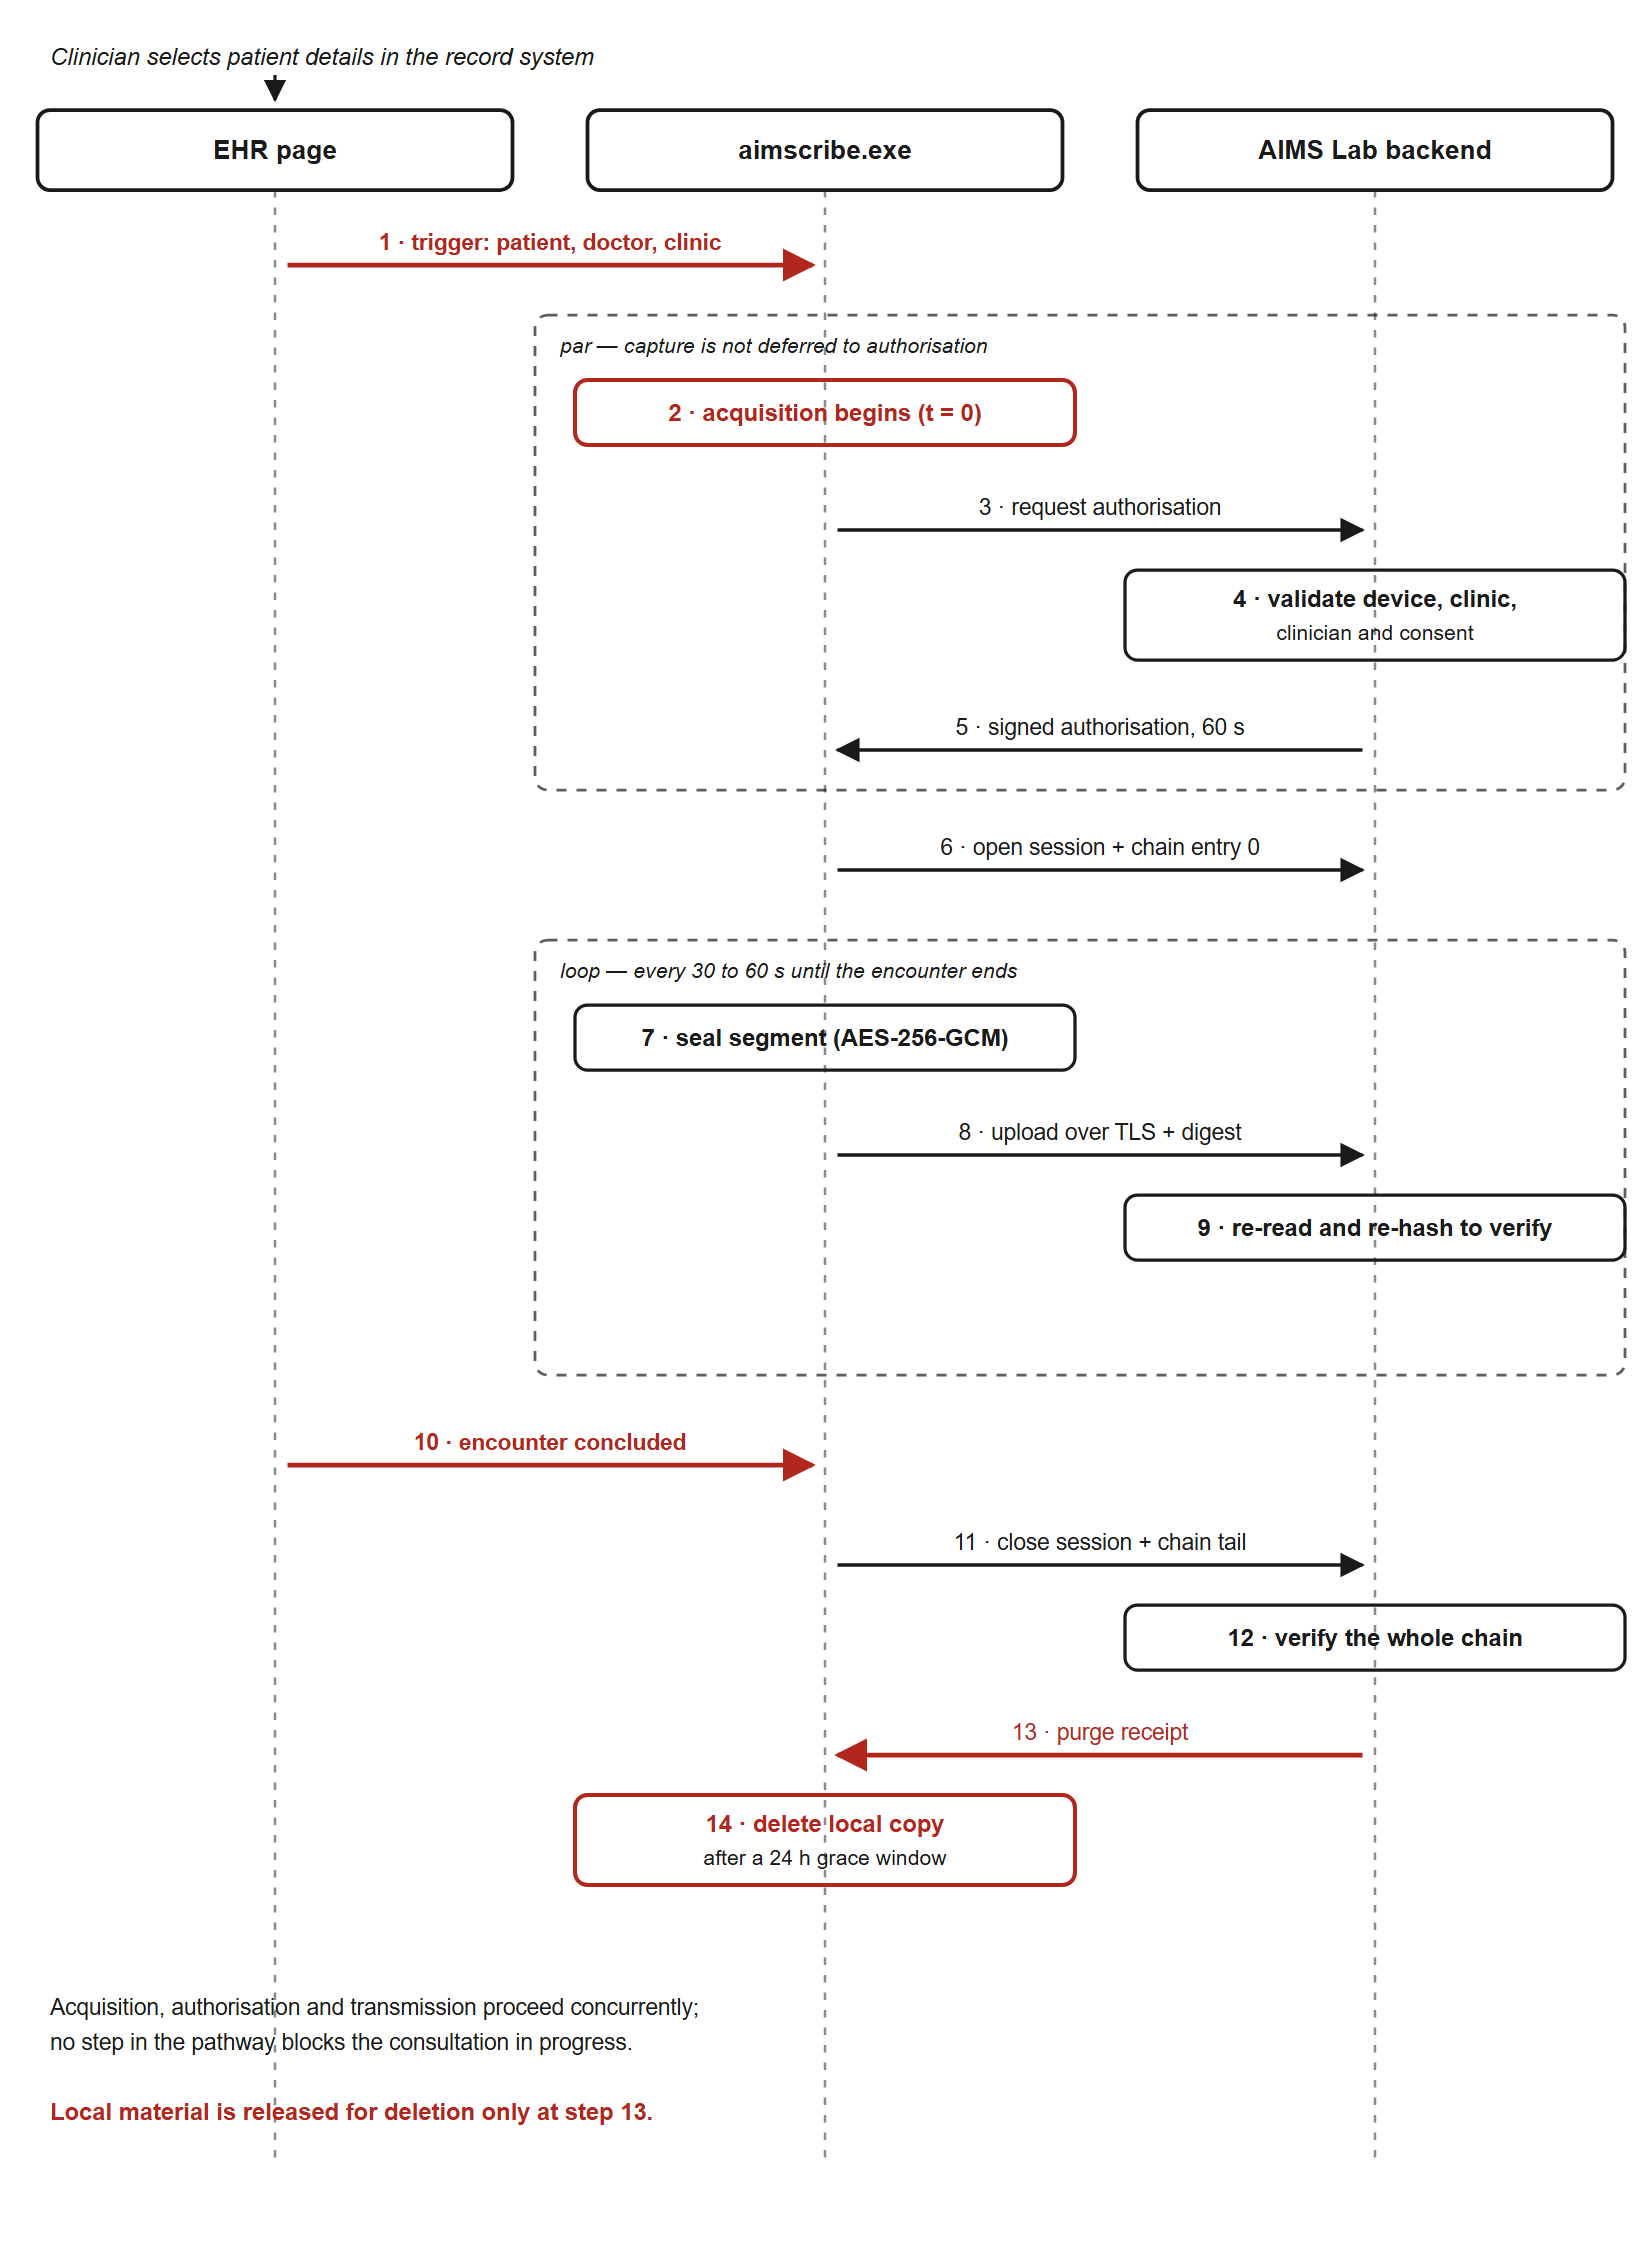 Clinician selects patient details in the record system
EHR page
aimscribe.exe
AIMS Lab backend
1 · trigger: patient, doctor, clinic
par — capture is not deferred to authorisation
2 · acquisition begins (t = 0)
3 · request authorisation
4 · validate device, clinic,
clinician and consent
5 · signed authorisation, 60 s
6 · open session + chain entry 0
loop — every 30 to 60 s until the encounter ends
7 · seal segment (AES-256-GCM)
8 · upload over TLS + digest
9 · re-read and re-hash to verify
10 · encounter concluded
11 · close session + chain tail
12 · verify the whole chain
13 · purge receipt
14 · delete local copy
after a 24 h grace window
Acquisition, authorisation and transmission proceed concurrently;
no step in the pathway blocks the consultation in progress.
Local material is released for deletion only at step 13.